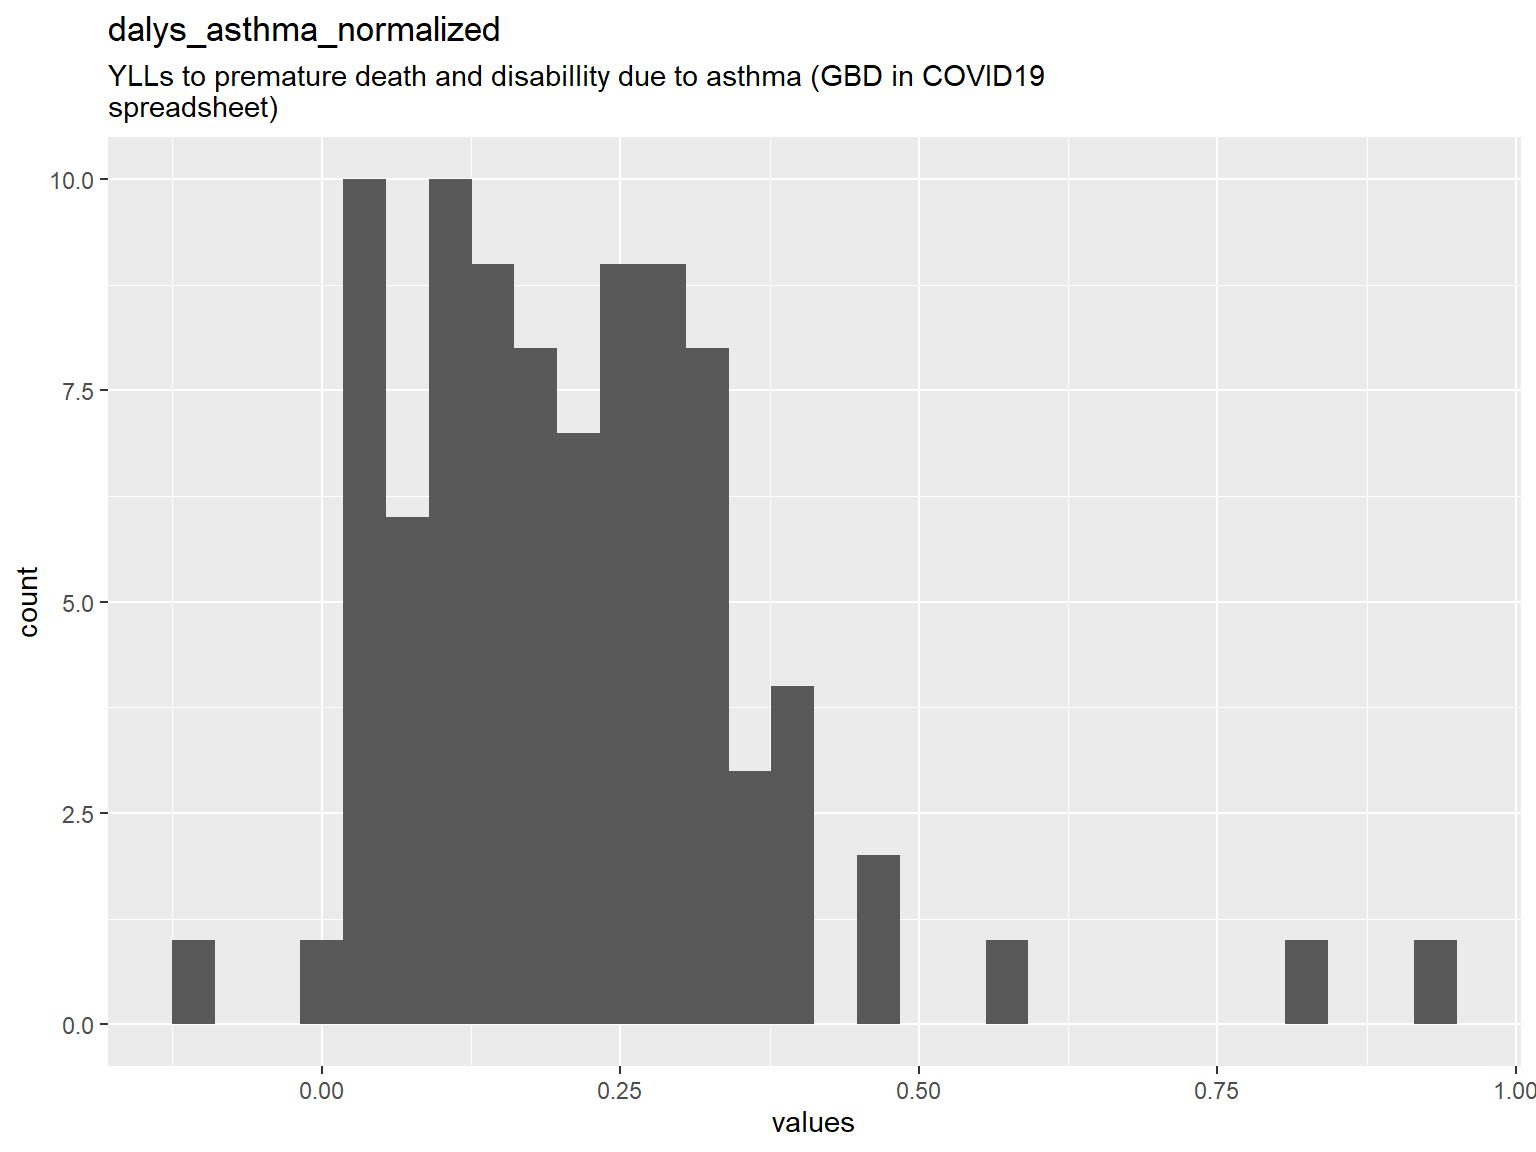 dalys_asthma_normalized
YLLs to premature death and disabillity due to asthma (GBD in COVID19
spreadsheet)
10.0
7.5
5.0
2.5
0.0
count
0.00 0.25 0.50 0.75 1.00
values